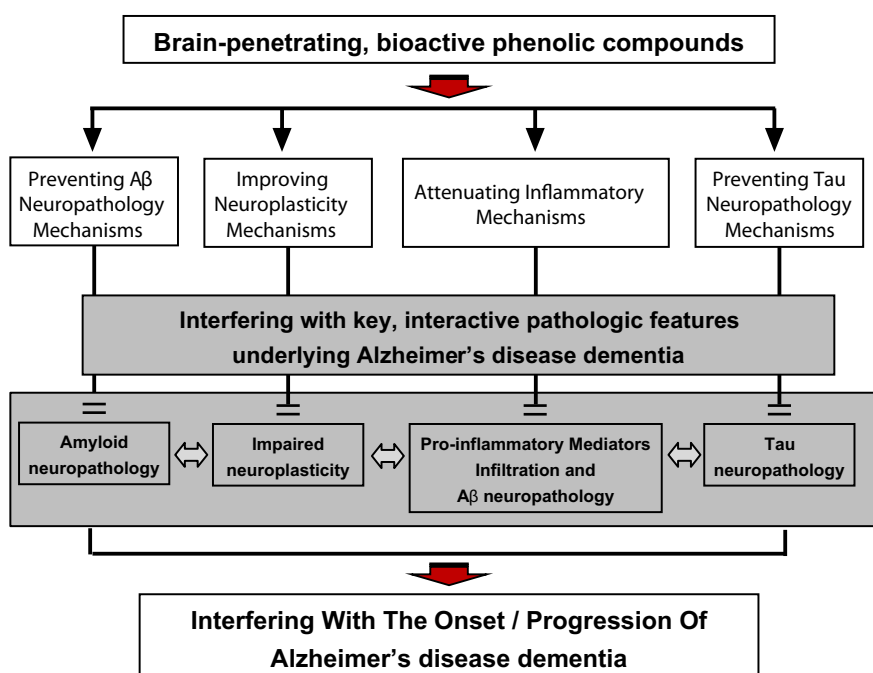 Brain-penetrating, bioactive phenolic compounds
Preventing Aβ
Neuropathology
Mechanisms
Improving
Neuroplasticity
Mechanisms
Attenuating Inflammatory
Mechanisms
Preventing Tau
Neuropathology
Mechanisms
Interfering with key, interactive pathologic features
underlying Alzheimer’s disease dementia
Amyloid
neuropathology
Impaired
neuroplasticity
Pro-inflammatory Mediators
Infiltration and
Aβ neuropathology
Tau
neuropathology
Interfering With The Onset / Progression Of
Alzheimer’s disease dementia